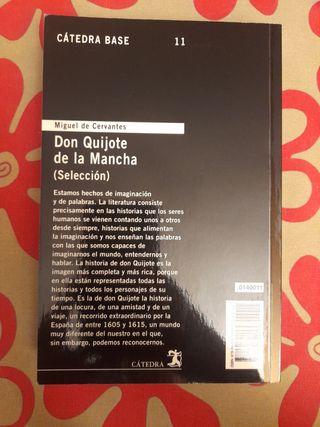 CÁTEDRA BASE 11
Miguel de Cervantes
Don Quijote
de la Mancha
(Selección)
Estamos hechos de imaginación
y de palabras. La literatura consiste
precisamente en las historias que los seres
humanos se vienen contando unos a otros
desde siempre, historias que alimentan
la imaginación y nos enseñan las palabras
con las que somos capaces de
imaginarnos el mundo, entendernos y
hablar. La historia de don Quijote es la
imagen más completa y más rica, porque
en ella están representadas todas las
historias y todos los personajes de su
tiempo. Es la de don Quijote la historia
de una locura, de una amistad y de un
viaje, un recorrido extraordinario por la
España de entre 1605 y 1615, un mundo
muy diferente del nuestro en el que,
sin embargo, podemos reconocernos.
0140011
CÁTEDRA